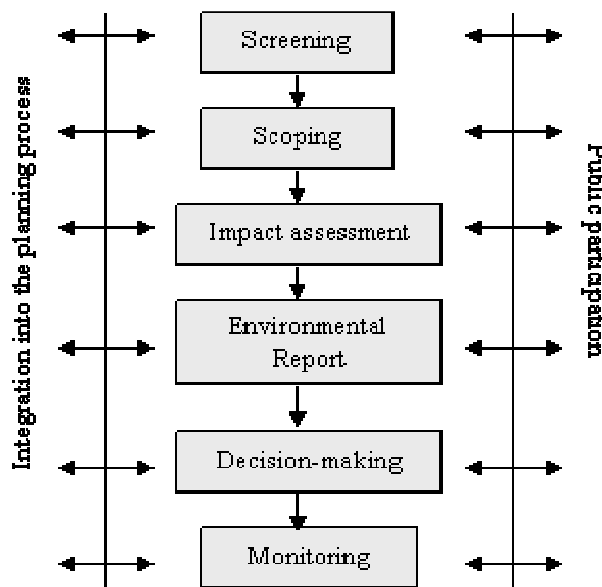 Screening
Scoping
Impact assessment
Environmental
Report
Decision-making
Monitoring
Integration into the planning process
Public participation